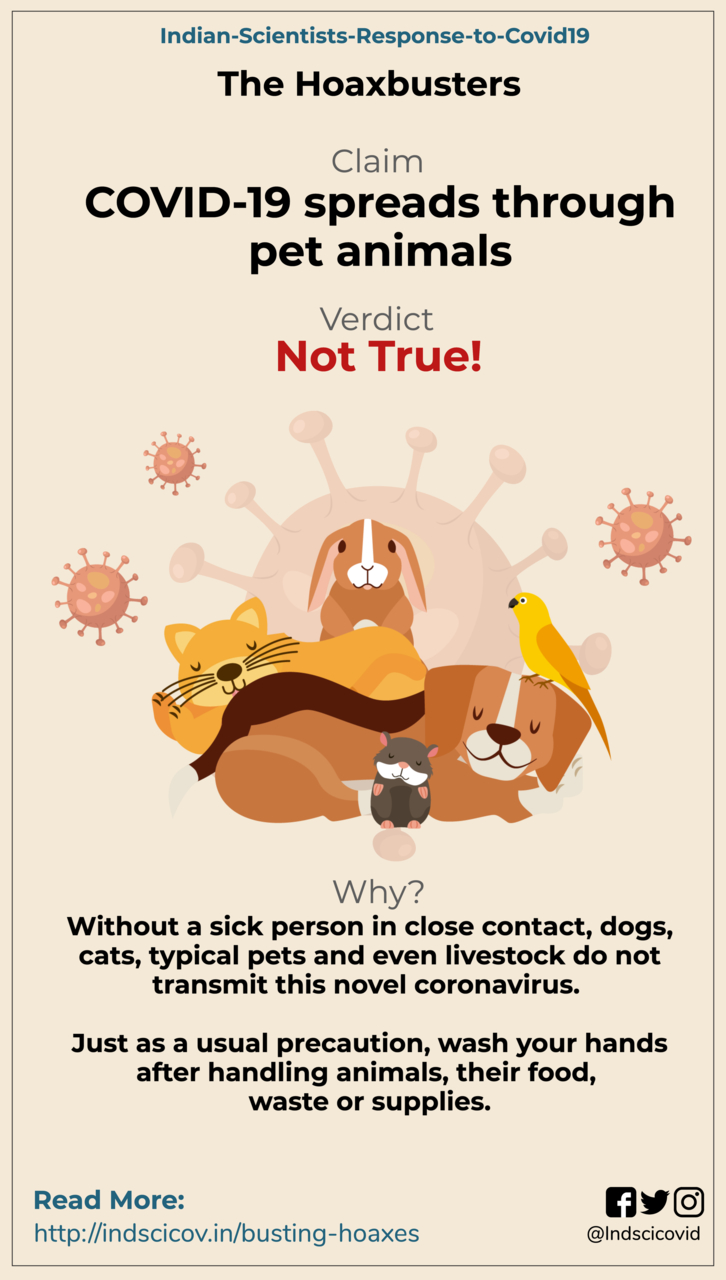 Indian-Scientists-Response-to-Covid19
The Hoaxbusters
Claim
COVID-19 spreads through
pet animals
Verdict
Not True!
Why?
Without a sick person in close contact, dogs,
cats, typical pets and even livestock do not
transmit this novel coronavirus.
Just as a usual precaution, wash your hands
after handling animals, their food,
waste or supplies.
Read More:
http://indscicov.in/busting-hoaxes
@Indscicovid